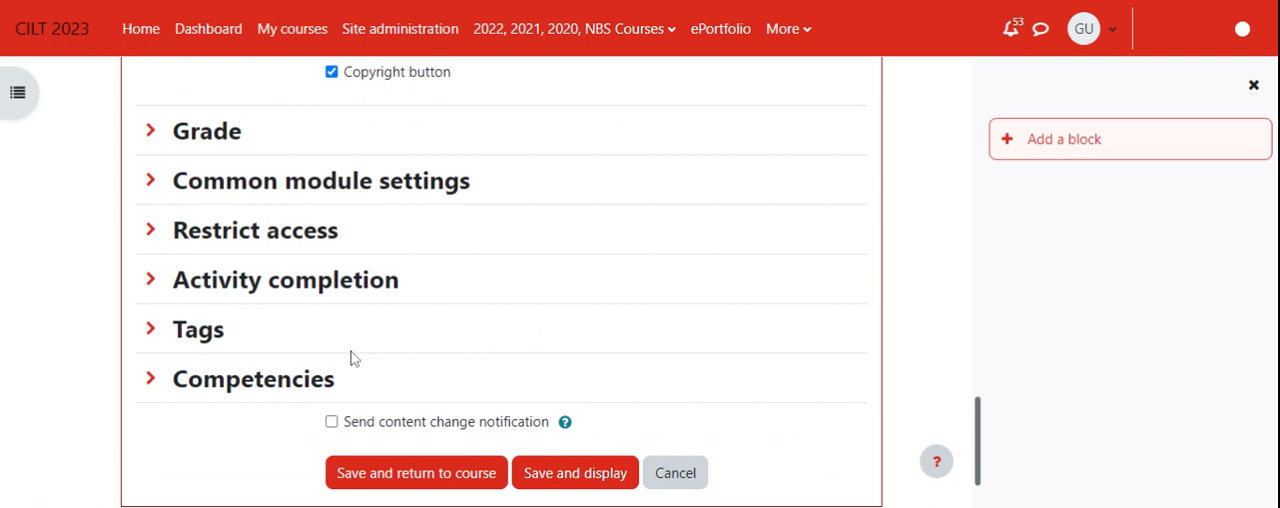 CILT 2023 Home Dashboard My courses Site administration 2022, 2021, 2020, NBS Courses ePortfolio More 53 GU
Copyright button
Add a block
Grade
Common module settings
Restrict access
Activity completion
Tags
Competencies
Send content change notification ?
Save and return to course Save and display Cancel
?